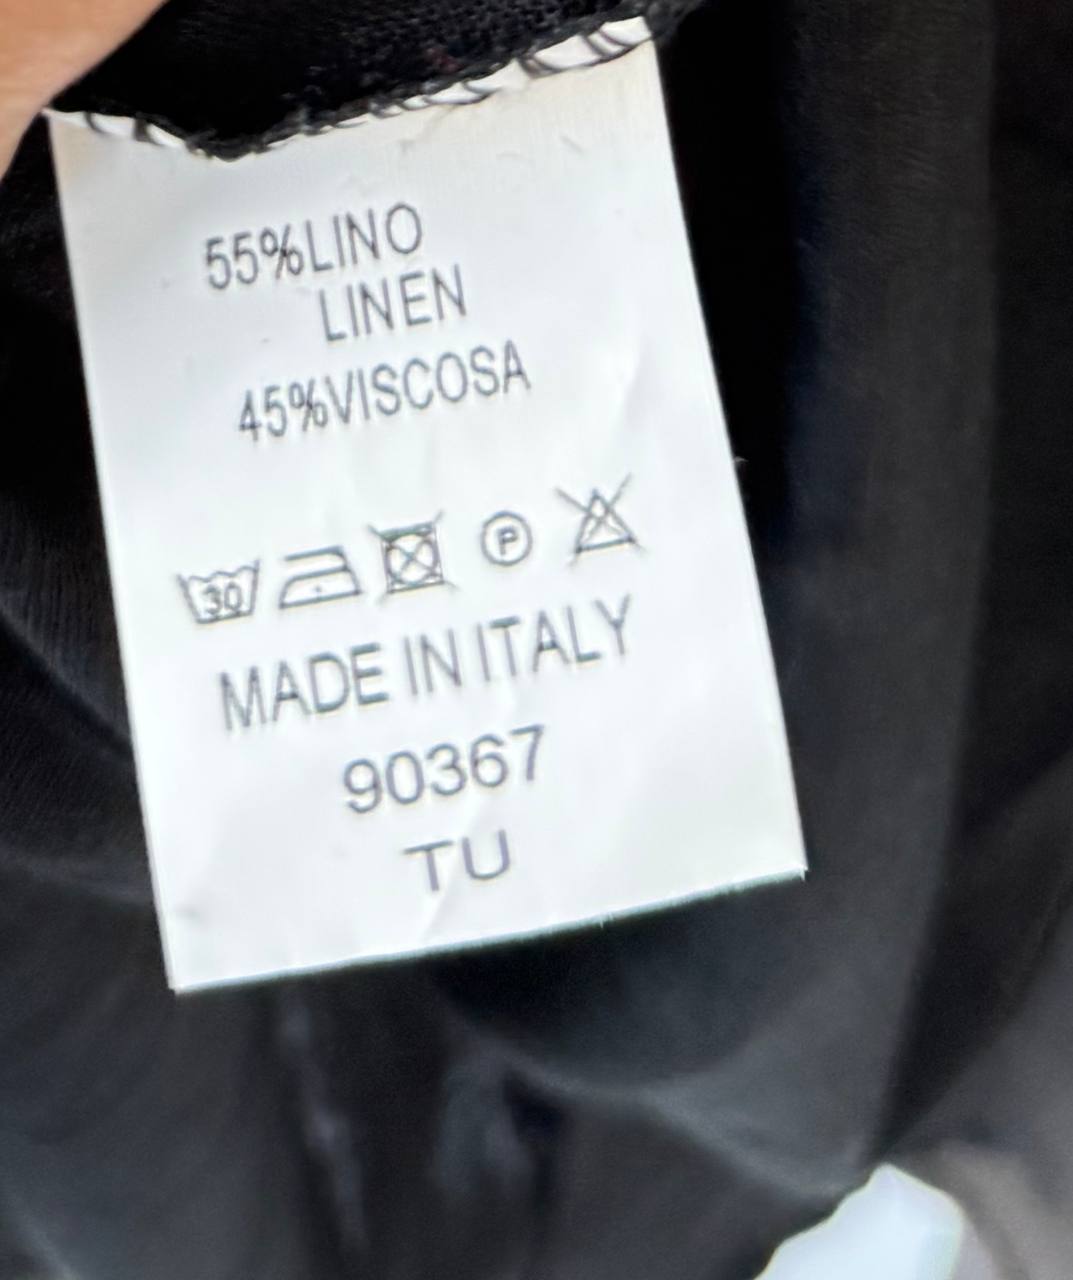 55%LINO
LINEN
45%VISCOSA
30 P
MADE IN ITALY
90367
TU